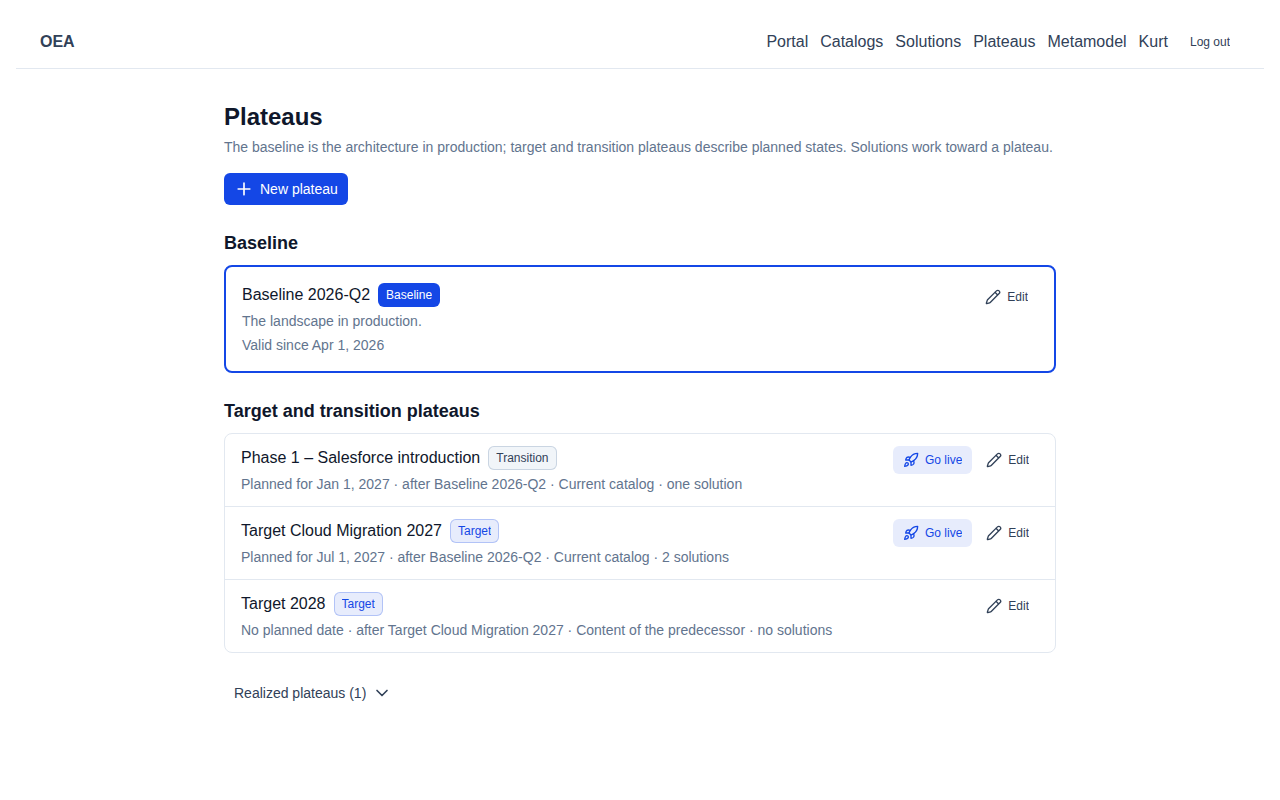 OEA
Portal Catalogs Solutions Plateaus Metamodel Kurt Log out
Plateaus
The baseline is the architecture in production; target and transition plateaus describe planned states. Solutions work toward a plateau.
New plateau
Baseline
Baseline 2026-Q2 Baseline
Edit
The landscape in production.
Valid since Apr 1, 2026
Target and transition plateaus
Phase 1 – Salesforce introduction Transition
Go live Edit
Planned for Jan 1, 2027 · after Baseline 2026-Q2 · Current catalog · one solution
Target Cloud Migration 2027 Target
Go live Edit
Planned for Jul 1, 2027 · after Baseline 2026-Q2 · Current catalog · 2 solutions
Target 2028 Target
Edit
No planned date · after Target Cloud Migration 2027 · Content of the predecessor · no solutions
Realized plateaus (1)